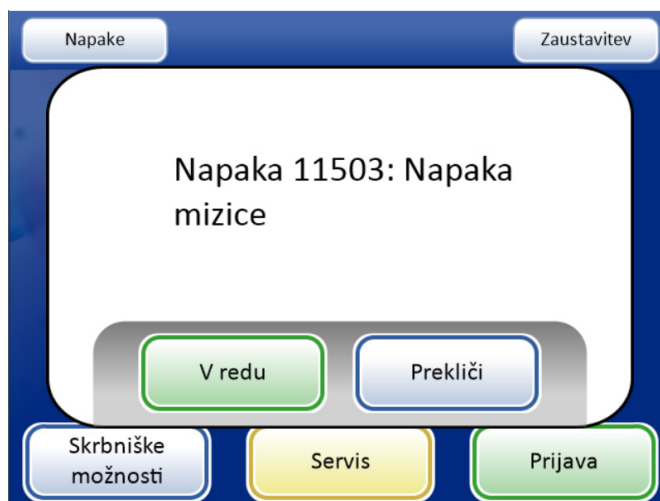 Napake
Zaustavitev
Napaka 11503: Napaka
mizice
V redu
Prekliči
Skrbniške
možnosti
Servis
Prijava